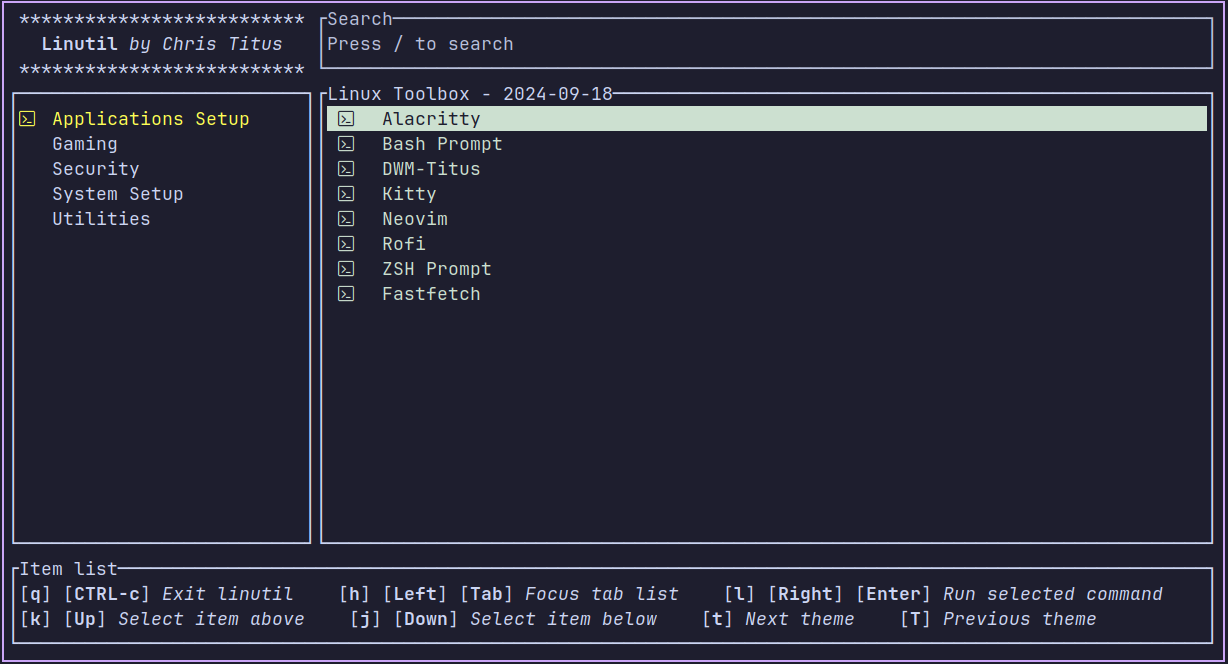 **************************
Linutil by Chris Titus
**************************
Search
Press / to search
Applications Setup
Gaming
Security
System Setup
Utilities
Linux Toolbox - 2024-09-18
Alacritty
Bash Prompt
DWM-Titus
Kitty
Neovim
Rofi
ZSH Prompt
Fastfetch
Item list
[q] [CTRL-c] Exit linutil [h] [Left] [Tab] Focus tab list [l] [Right] [Enter] Run selected command
[k] [Up] Select item above [j] [Down] Select item below [t] Next theme [T] Previous theme